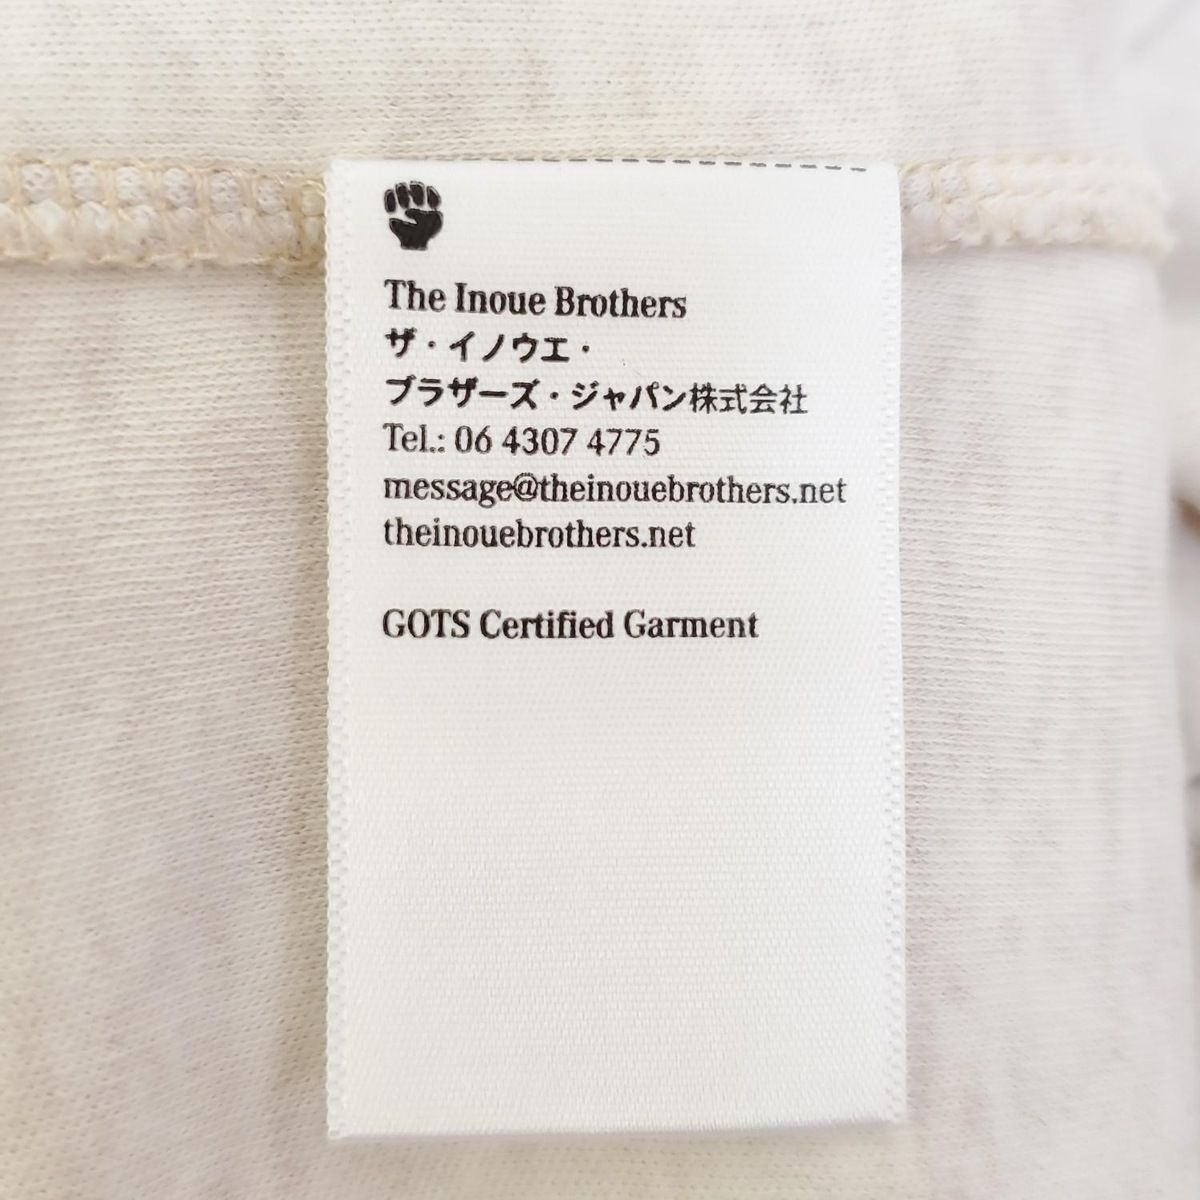 The Inoue Brothers
ザ・イノウエ・
ブラザーズ・ジャパン株式会社
Tel.: 06 4307 4775
message@theinouebrothers.net
theinouebrothers.net
GOTS Certified Garment